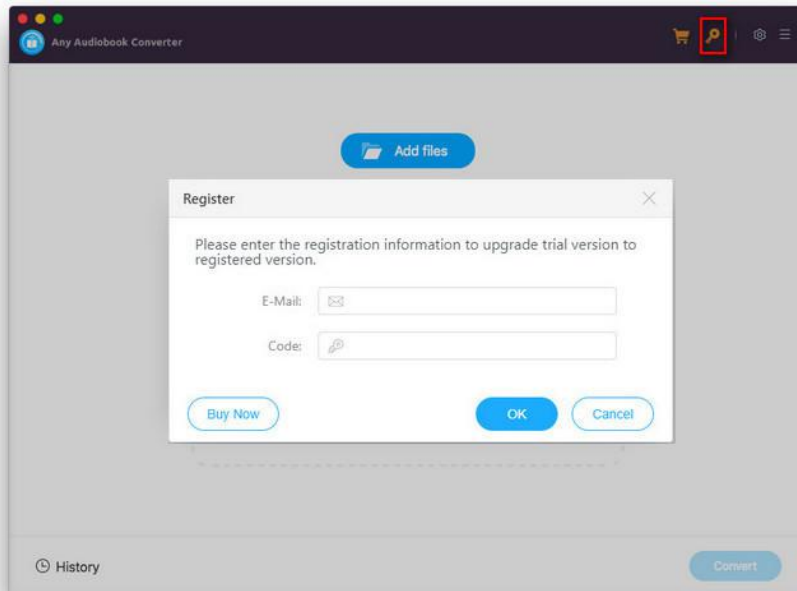 Any Audiobook Converter
Add files
Register
Please enter the registration information to upgrade trial version to
registered version.
E-Mail:
Code:
Buy Now
OK
Cancel
History
Convert